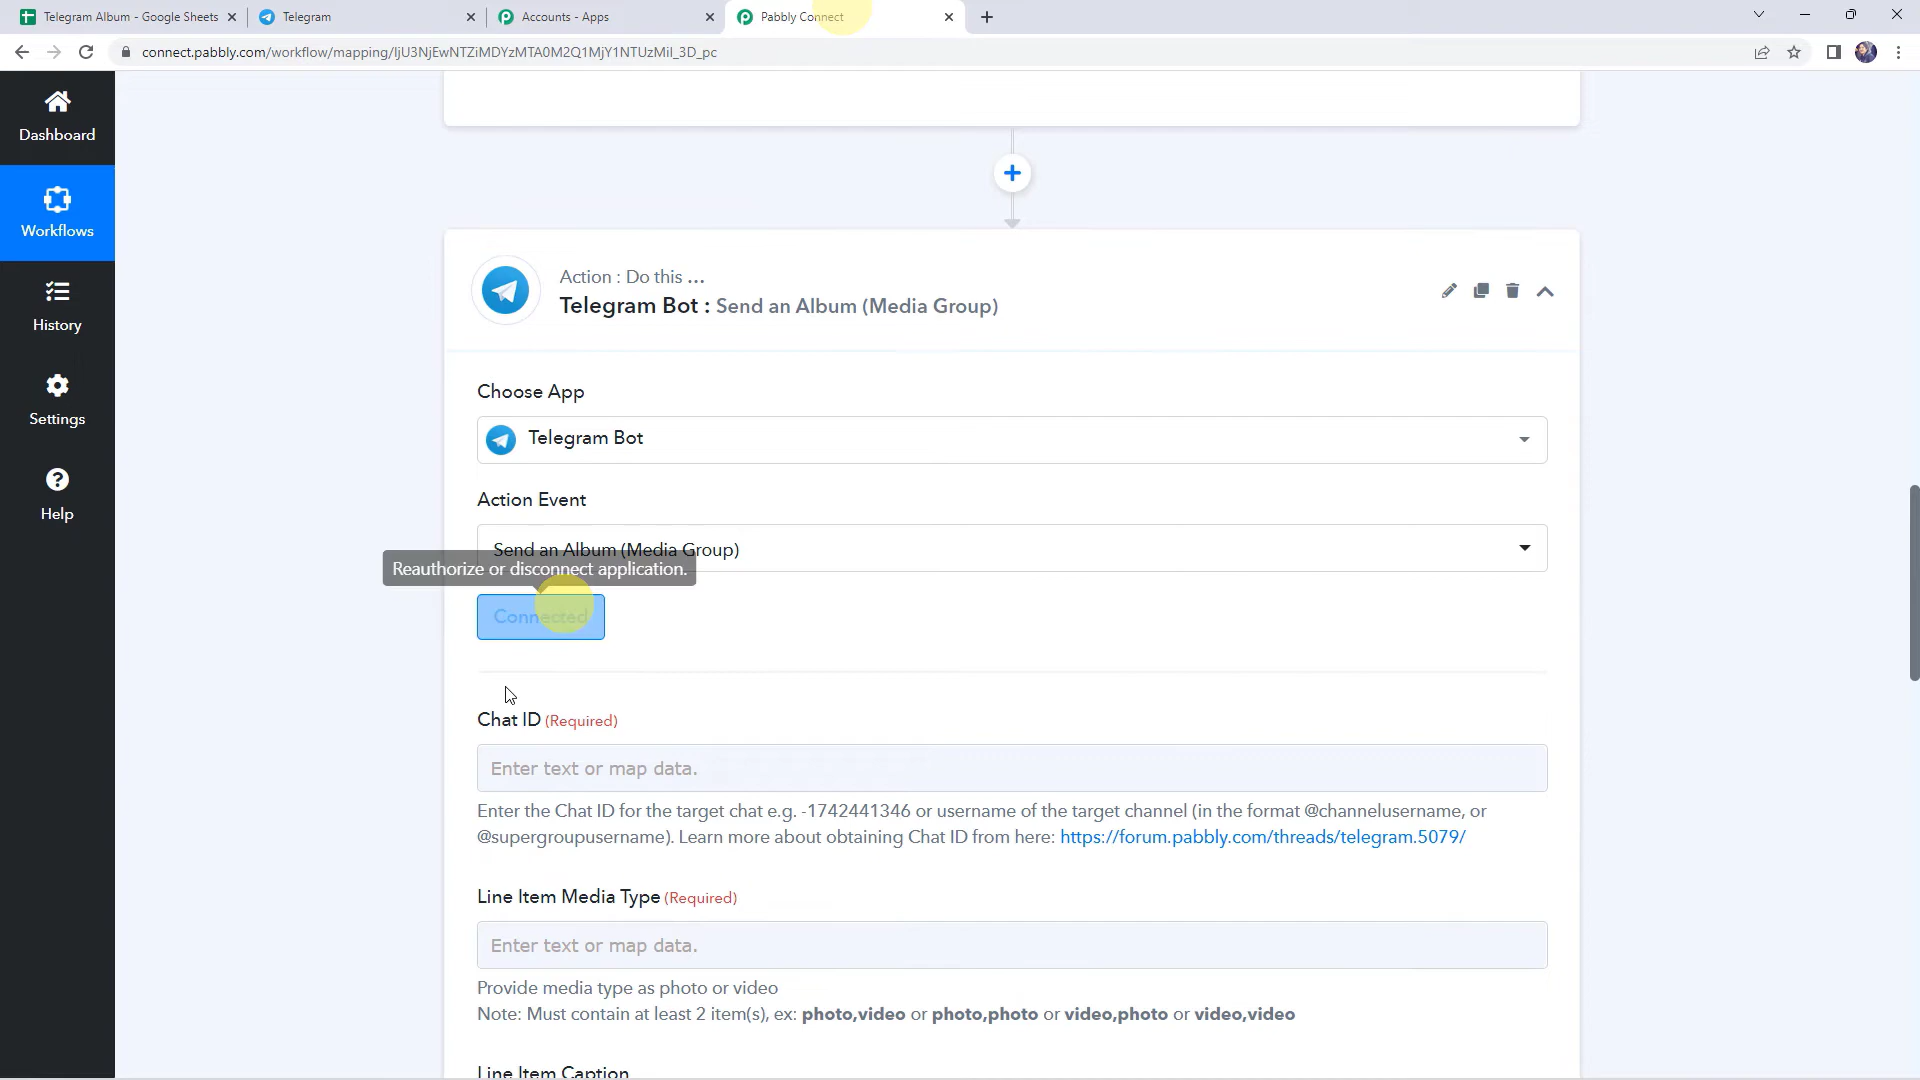 Telegram Album - Google Sheets
Telegram
Accounts - Apps
Pabbly Connect
connect.pabbly.com/workflow/mapping/IjU3NjEwNTZiMDYzMTA0M2Q1MjY1NTUzMiI_3D_pc
Dashboard
Workflows
History
Settings
Help
Action : Do this ...
Telegram Bot : Send an Album (Media Group)
Choose App
Telegram Bot
Action Event
Send an Album (Media Group)
Reauthorize or disconnect application.
Connected
Chat ID (Required)
Enter text or map data.
Enter the Chat ID for the target chat e.g. -1742441346 or username of the target channel (in the format @channelusername, or
@supergroupusername). Learn more about obtaining Chat ID from here: https://forum.pabbly.com/threads/telegram.5079/
Line Item Media Type (Required)
Enter text or map data.
Provide media type as photo or video
Note: Must contain at least 2 item(s), ex: photo,video or photo,photo or video,photo or video,video
Line Item Caption